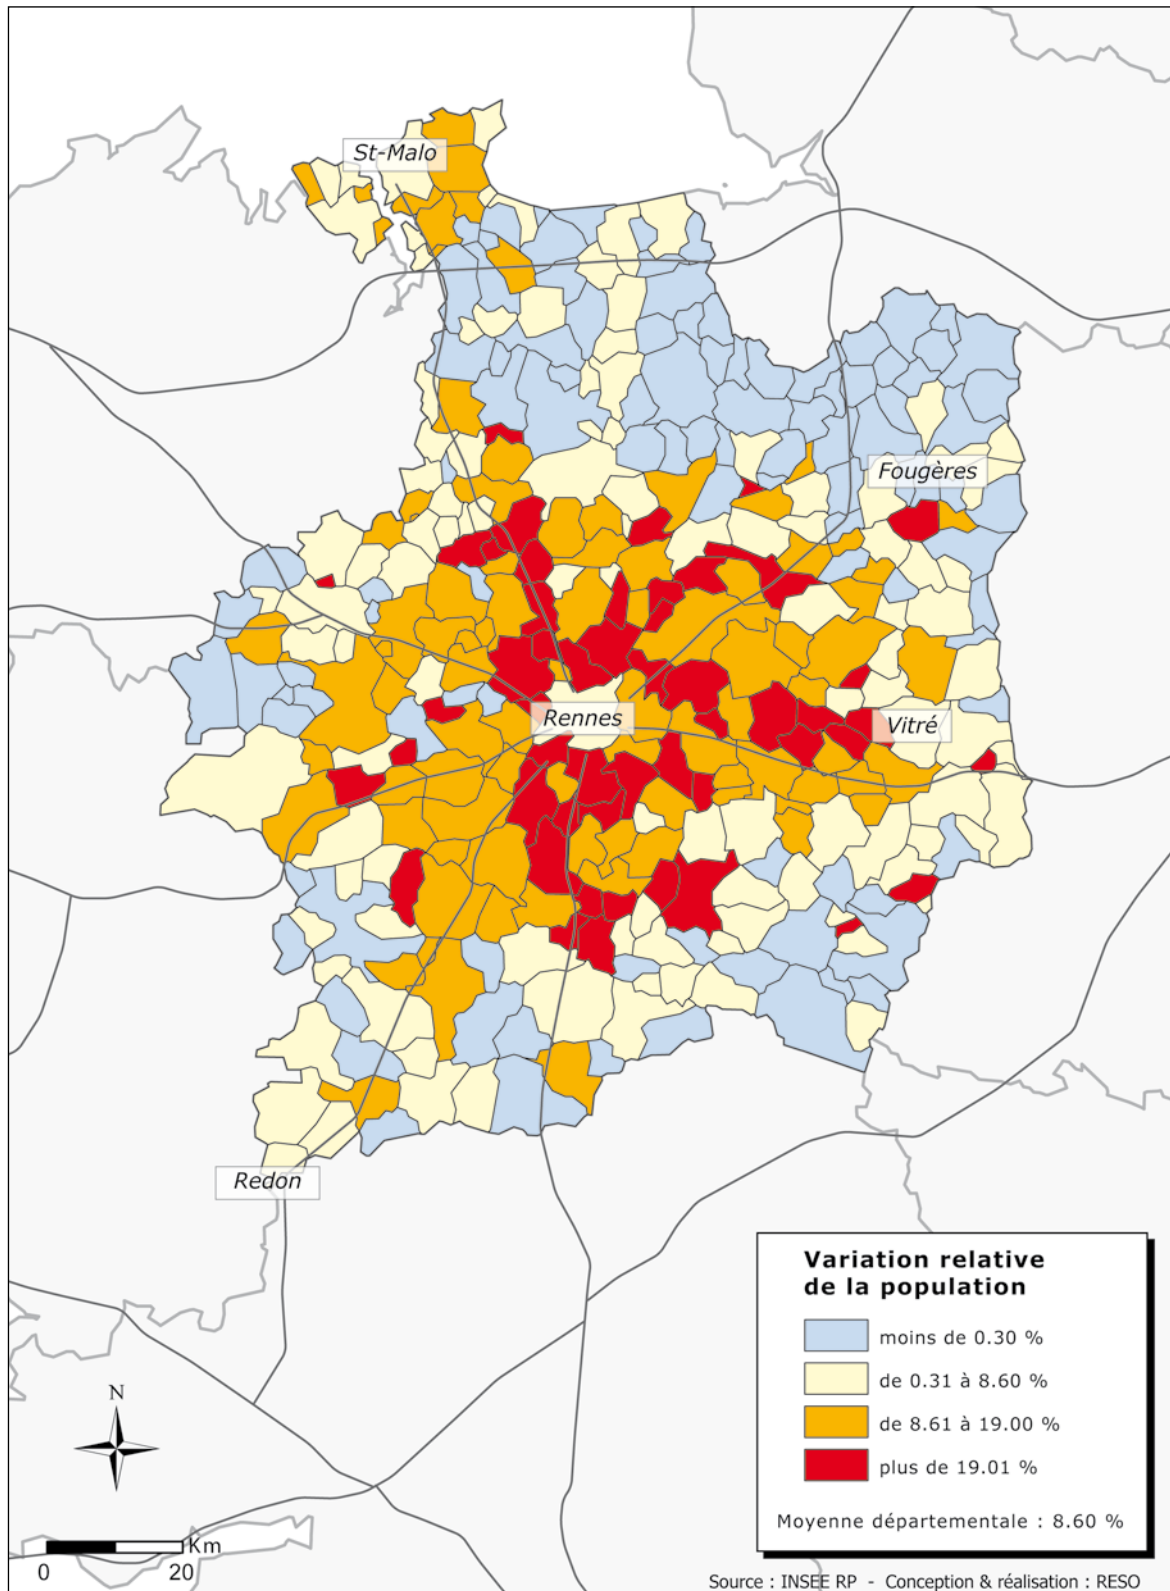 St-Malo
Fougères
Rennes
Vitré
Redon
Variation relative
de la population
moins de 0.30 %
de 0.31 à 8.60 %
de 8.61 à 19.00 %
plus de 19.01 %
Moyenne départementale : 8.60 %
N
Km
0 20
Source : INSEE RP - Conception & réalisation : RESO